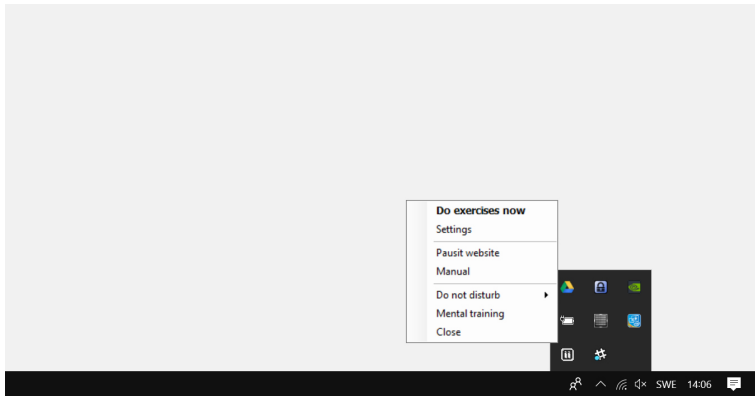 Do exercises now
Settings
Pausit website
Manual
Do not disturb
Mental training
Close
SWE 14:06